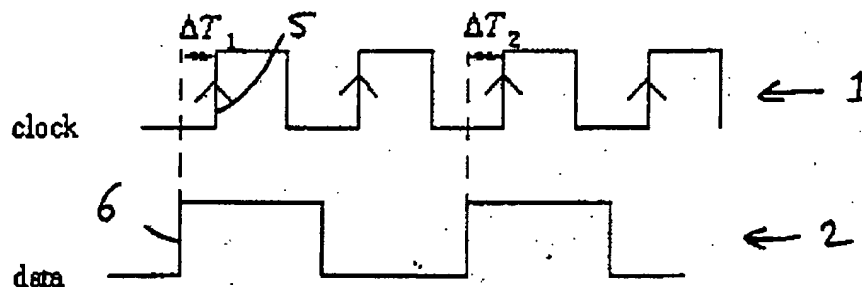 ΔT₁ 5 ΔT₂
1
clock
6
2
data